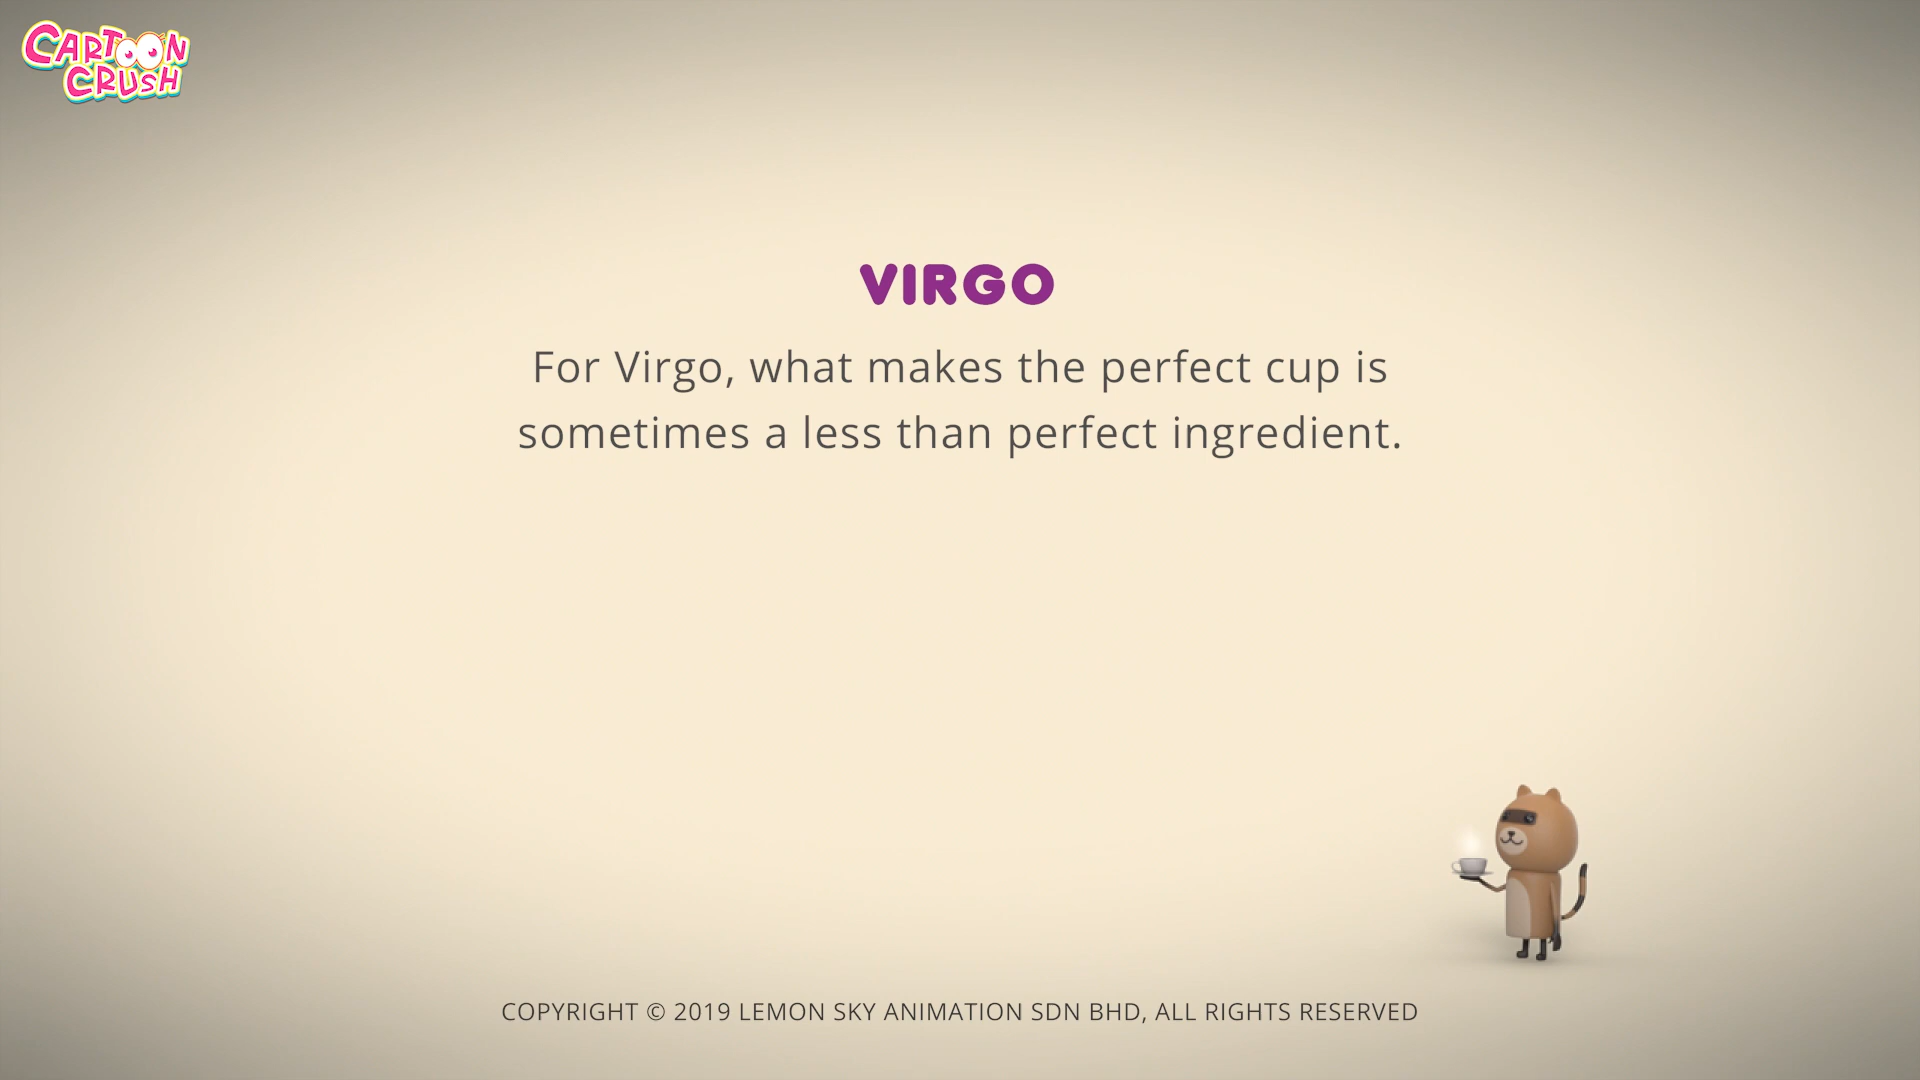 CARTOON
CRUSH
VIRGO
For Virgo, what makes the perfect cup is
sometimes a less than perfect ingredient.
COPYRIGHT © 2019 LEMON SKY ANIMATION SDN BHD, ALL RIGHTS RESERVED